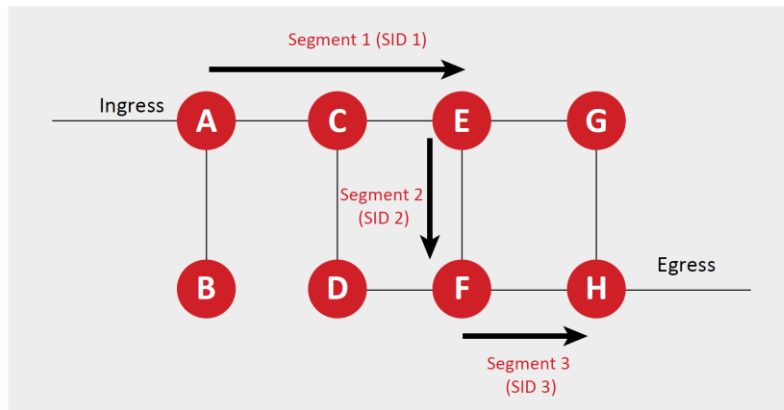 Segment 1 (SID 1)
Ingress
A
C
E
G
Segment 2
(SID 2)
B
D
F
H
Egress
Segment 3
(SID 3)